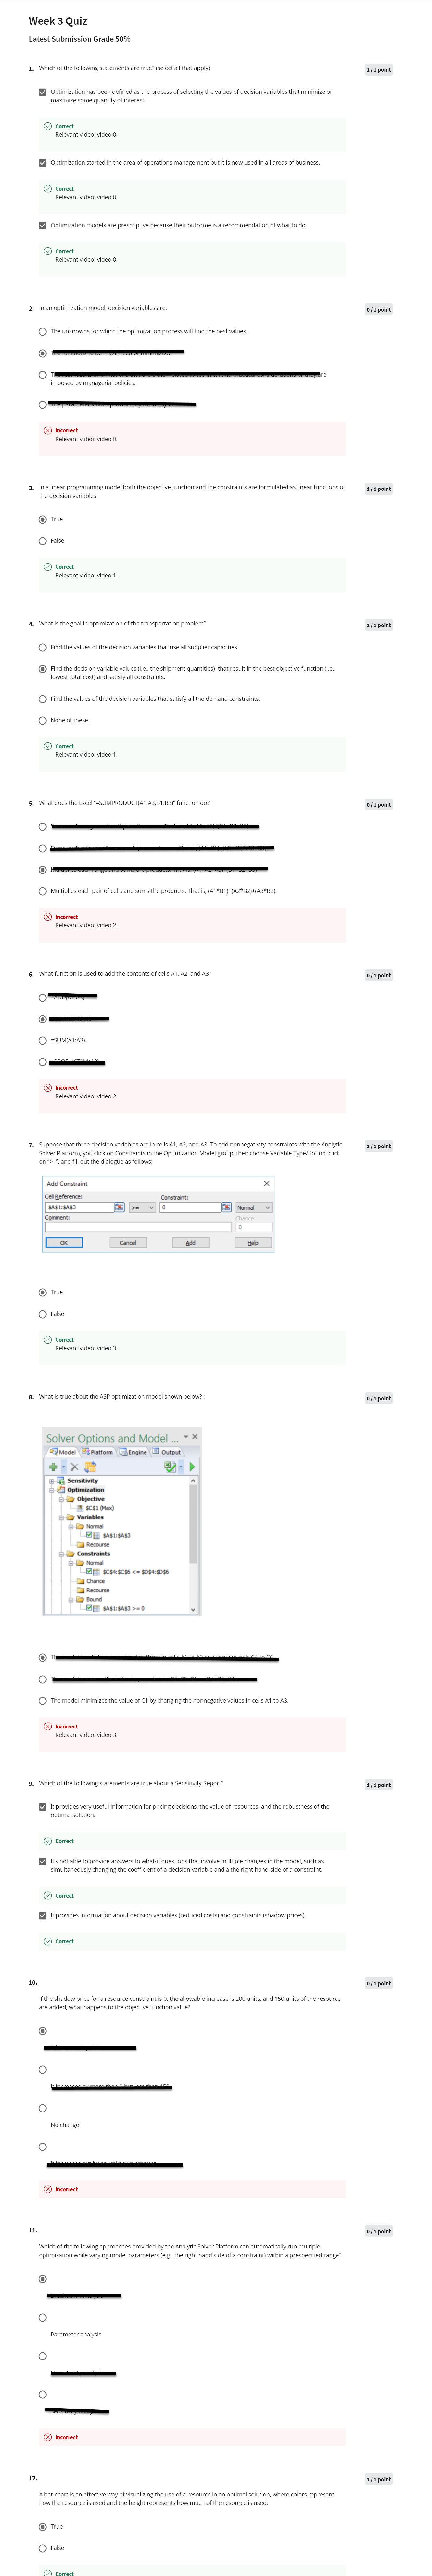 Week 3 Quiz
Latest Submission Grade 50%
1. Which of the following statements are true? (select all that apply)
1 / 1 point
Optimization has been defined as the process of selecting the values of decision variables that minimize or
maximize some quantity of interest.
Correct
Relevant video: video 0.
Optimization started in the area of operations management but it is now used in all areas of business.
Correct
Relevant video: video 0.
Optimization models are prescriptive because their outcome is a recommendation of what to do.
Correct
Relevant video: video 0.
2. In an optimization model, decision variables are:
0 / 1 point
The unknowns for which the optimization process will find the best values.
imposed by managerial policies.
Incorrect
Relevant video: video 0.
3. In a linear programming model both the objective function and the constraints are formulated as linear functions of
the decision variables.
1 / 1 point
True
False
Correct
Relevant video: video 1.
4. What is the goal in optimization of the transportation problem?
1 / 1 point
Find the values of the decision variables that use all supplier capacities.
Find the decision variable values (i.e., the shipment quantities) that result in the best objective function (i.e.,
lowest total cost) and satisfy all constraints.
Find the values of the decision variables that satisfy all the demand constraints.
None of these.
Correct
Relevant video: video 1.
5. What does the Excel "=SUMPRODUCT(A1:A3,B1:B3)" function do?
0 / 1 point
Multiplies each pair of cells and sums the products. That is, (A1*B1)+(A2*B2)+(A3*B3).
Incorrect
Relevant video: video 2.
6. What function is used to add the contents of cells A1, A2, and A3?
0 / 1 point
=SUM(A1:A3).
Incorrect
Relevant video: video 2.
7. Suppose that three decision variables are in cells A1, A2, and A3. To add nonnegativity constraints with the Analytic
Solver Platform, you click on Constraints in the Optimization Model group, then choose Variable Type/Bound, click
on ">=", and fill out the dialogue as follows:
1 / 1 point
Add Constraint
Cell Reference:
Constraint:
$A$1:$A$3
>=
0
Normal
Comment:
Chance:
0
OK
Cancel
Add
Help
True
False
Correct
Relevant video: video 3.
8. What is true about the ASP optimization model shown below? :
0 / 1 point
Solver Options and Model ...
Model Platform Engine Output
Sensitivity
Optimization
Objective
$C$1 (Max)
Variables
Normal
$A$1:$A$3
Recourse
Constraints
Normal
$C$4:$C$6 <= $D$4:$D$6
Chance
Recourse
Bound
$A$1:$A$3 >= 0
The model minimizes the value of C1 by changing the nonnegative values in cells A1 to A3.
Incorrect
Relevant video: video 3.
9. Which of the following statements are true about a Sensitivity Report?
1 / 1 point
It provides very useful information for pricing decisions, the value of resources, and the robustness of the
optimal solution.
Correct
It's not able to provide answers to what-if questions that involve multiple changes in the model, such as
simultaneously changing the coefficient of a decision variable and the right-hand-side of a constraint.
Correct
It provides information about decision variables (reduced costs) and constraints (shadow prices).
Correct
10.
0 / 1 point
If the shadow price for a resource constraint is 0, the allowable increase is 200 units, and 150 units of the resource
are added, what happens to the objective function value?
No change
Incorrect
11.
0 / 1 point
Which of the following approaches provided by the Analytic Solver Platform can automatically run multiple
optimization while varying model parameters (e.g., the right hand side of a constraint) within a prespecified range?
Parameter analysis
Incorrect
12.
1 / 1 point
A bar chart is an effective way of visualizing the use of a resource in an optimal solution, where colors represent
how the resource is used and the height represents how much of the resource is used.
True
False
Correct